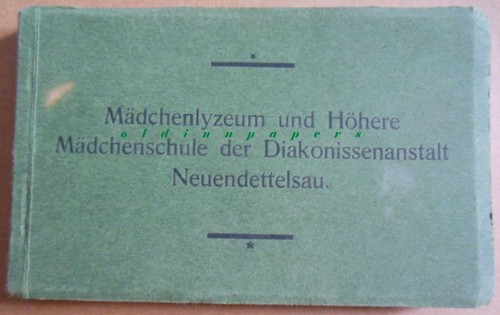 *
Mädchenlyzeum und Höhere
oldinnpapers
Mädchenschule der Diakonissenanstalt
Neuendettelsau.
*